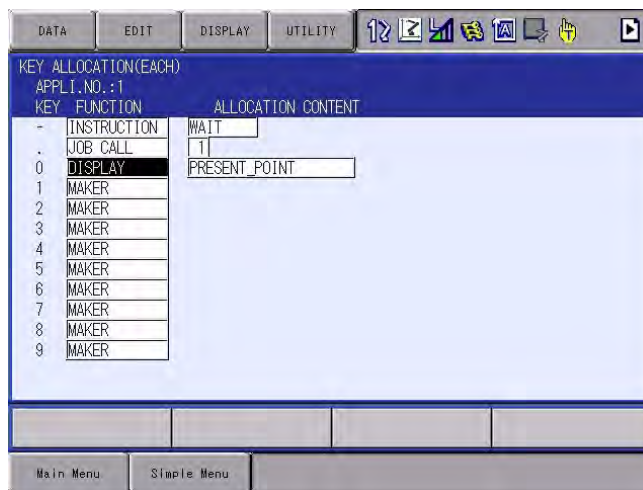 DATA EDIT DISPLAY UTILITY
KEY ALLOCATION(EACH)
APPLI.NO.:1
KEY FUNCTION ALLOCATION CONTENT
- INSTRUCTION WAIT
. JOB CALL 1
0 DISPLAY PRESENT_POINT
1 MAKER
2 MAKER
3 MAKER
4 MAKER
5 MAKER
6 MAKER
7 MAKER
8 MAKER
9 MAKER
Main Menu Simple Menu